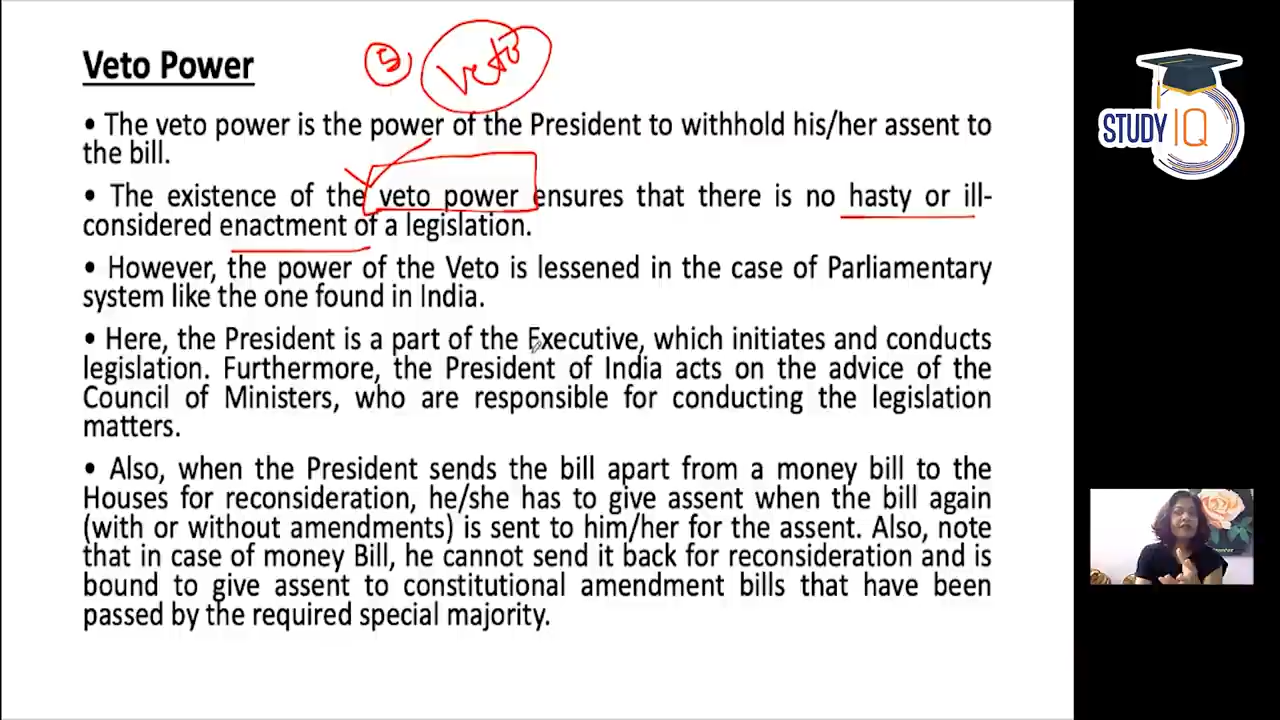 Veto Power
5 Veto
• The veto power is the power of the President to withhold his/her assent to
the bill.
• The existence of the veto power ensures that there is no hasty or ill-
considered enactment of a legislation.
• However, the power of the Veto is lessened in the case of Parliamentary
system like the one found in India.
• Here, the President is a part of the Executive, which initiates and conducts
legislation. Furthermore, the President of India acts on the advice of the
Council of Ministers, who are responsible for conducting the legislation
matters.
• Also, when the President sends the bill apart from a money bill to the
Houses for reconsideration, he/she has to give assent when the bill again
(with or without amendments) is sent to him/her for the assent. Also, note
that in case of money Bill, he cannot send it back for reconsideration and is
bound to give assent to constitutional amendment bills that have been
passed by the required special majority.
STUDY IQ